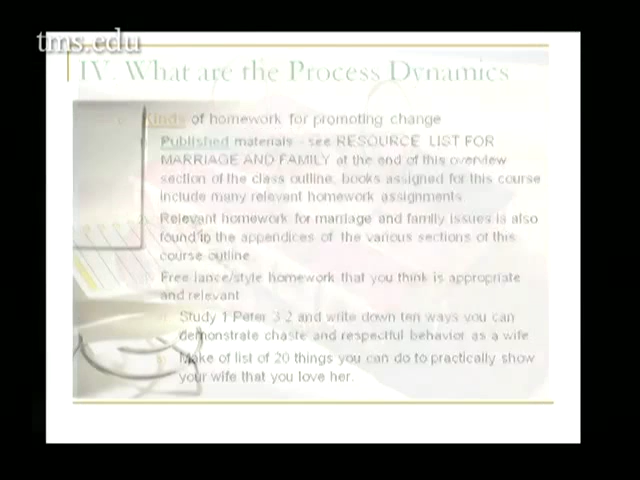 tms.edu
IV. What are the Process Dynamics
Kinds of homework for promoting change
Published materials - see RESOURCE LIST FOR
MARRIAGE AND FAMILY at the end of this overview
section of the class outline, books assigned for this course
include many relevant homework assignments.
Relevant homework for marriage and family issues is also
found in the appendices of the various sections of this
course outline.
Free lance/style homework that you think is appropriate
and relevant
Study 1 Peter 3:2 and write down ten ways you can
demonstrate chaste and respectful behavior as a wife
Make of list of 20 things you can do to practically show
your wife that you love her.